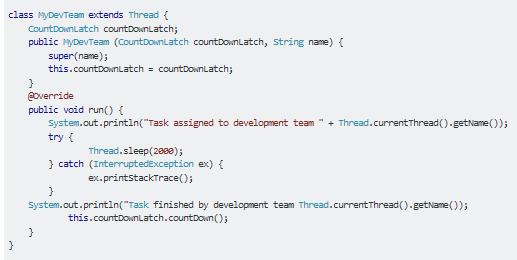 class MyDevTeam extends Thread {
CountDownLatch countDownLatch;
public MyDevTeam (CountDownLatch countDownLatch, String name) {
super(name);
this.countDownLatch = countDownLatch;
}
@Override
public void run() {
System.out.println("Task assigned to development team " + Thread.currentThread().getName());
try {
Thread.sleep(2000);
} catch (InterruptedException ex) {
ex.printStackTrace();
}
System.out.println("Task finished by development team Thread.currentThread().getName());
this.countDownLatch.countDown();
}
}